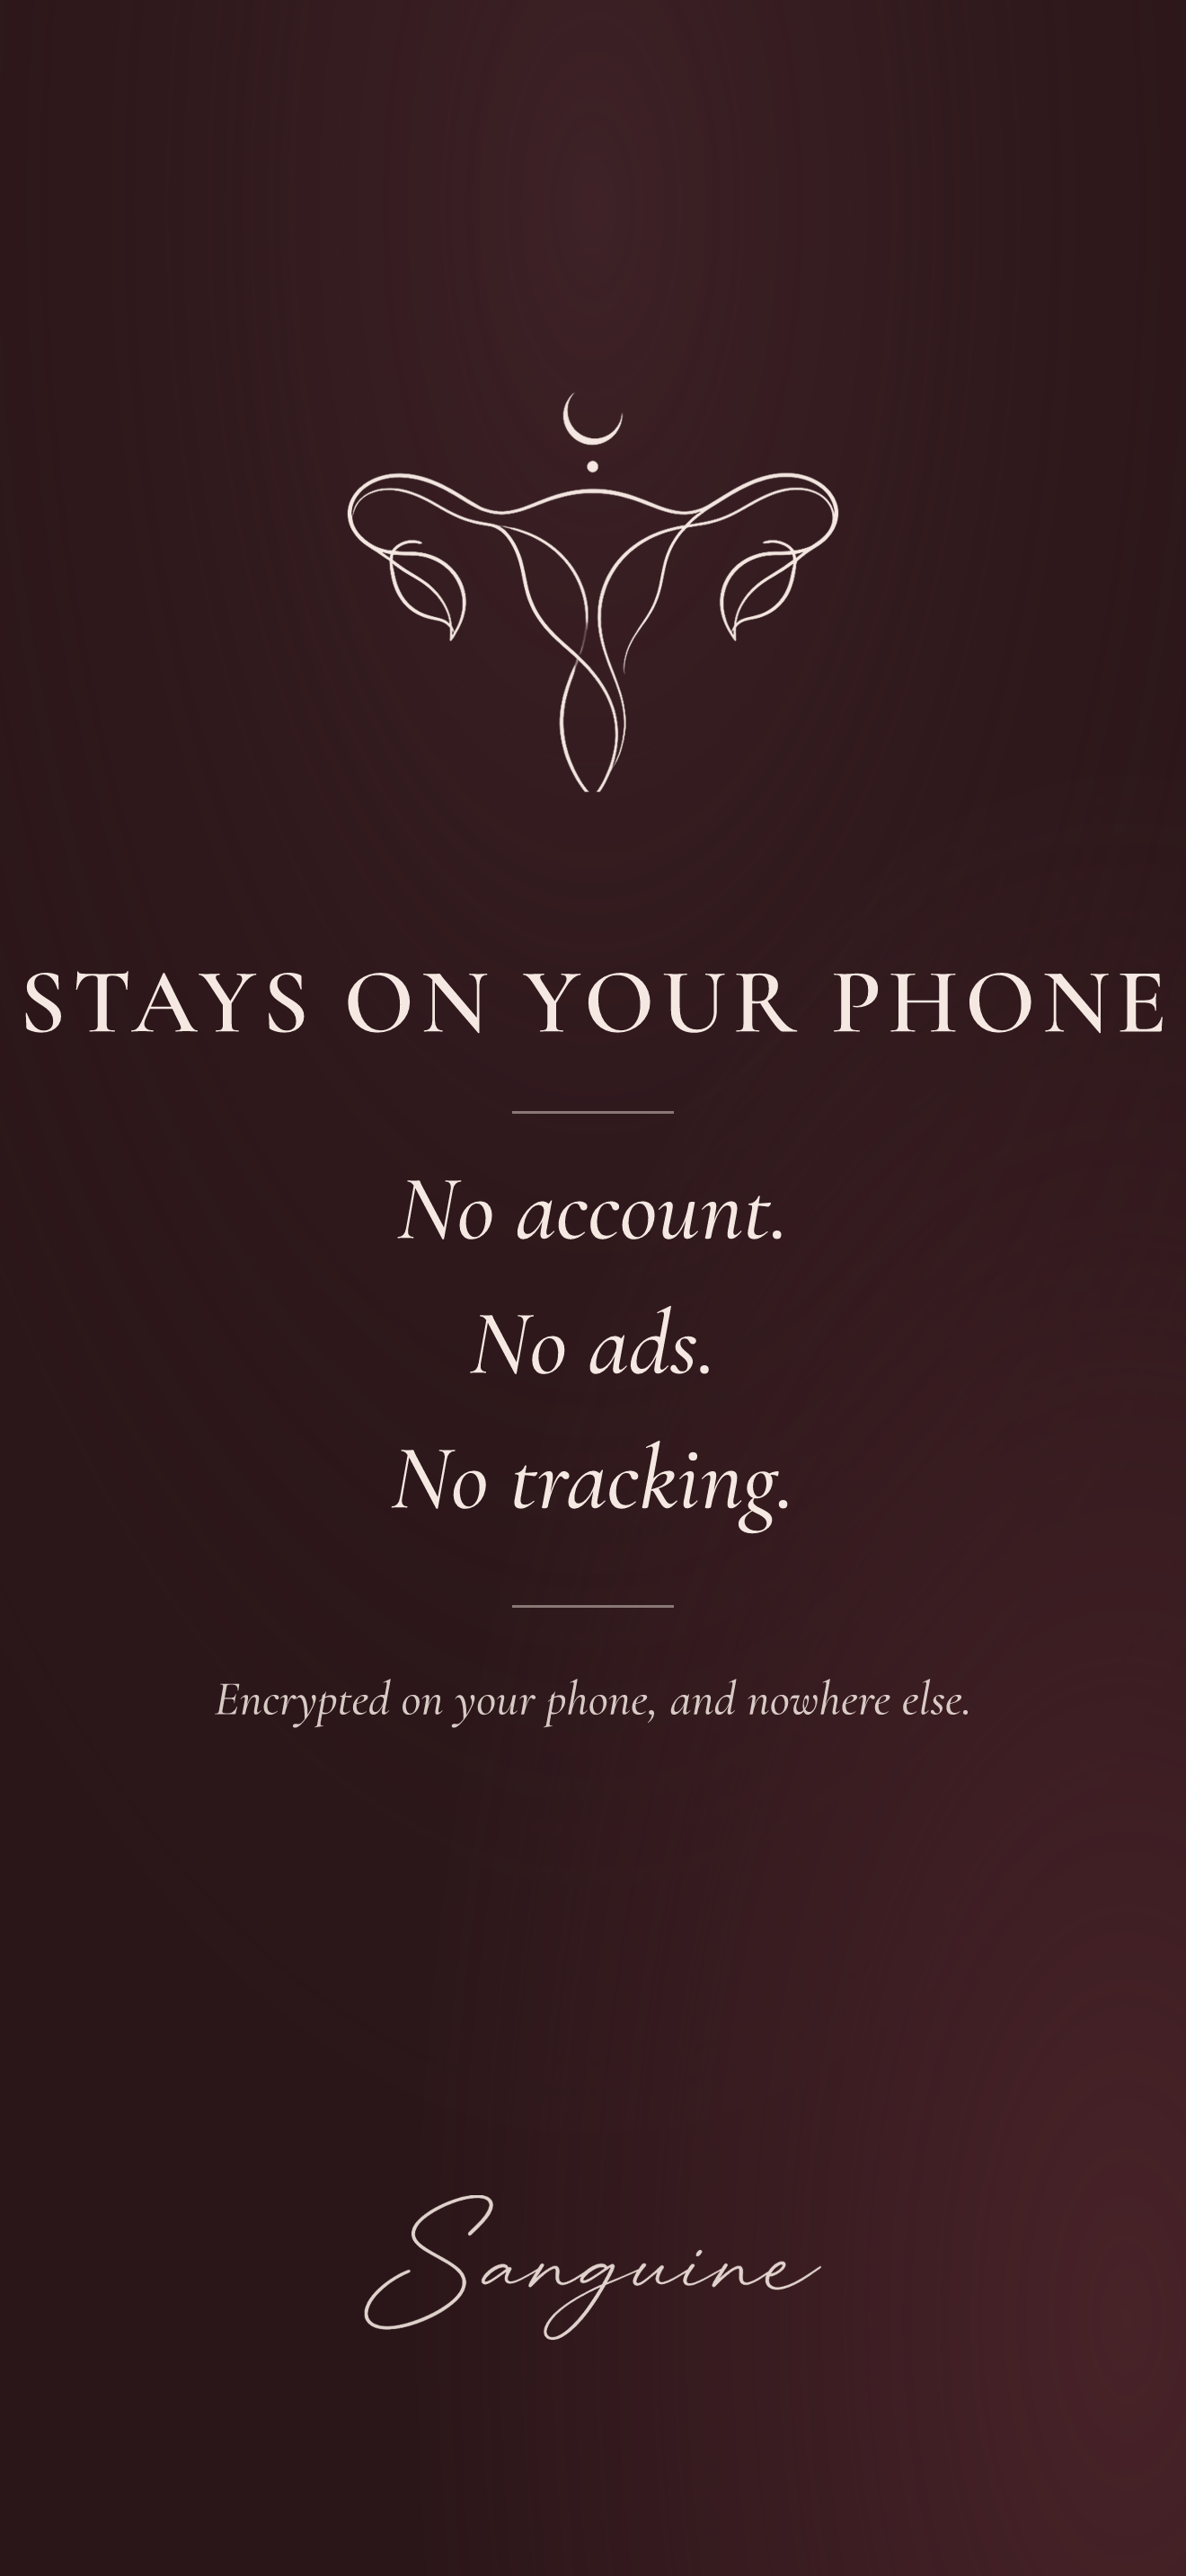 STAYS ON YOUR PHONE
No account.
No ads.
No tracking.
Encrypted on your phone, and nowhere else.
Sanguine